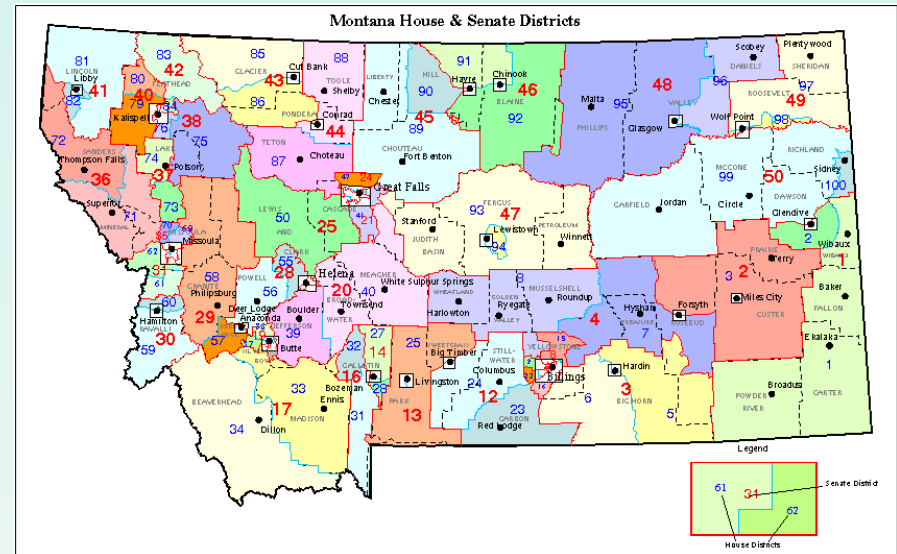 Montana House & Senate Districts
81
LINCOLN
Libby
41
82
83
42
FLATHEAD
80
40
79
84
Kalispell
76
38
75
85
GLACIER
Cut Bank
43
86
PONDERA
Conrad
44
88
TOOLE
Shelby
LIBERTY
Chester
HILL
90
Havre
45
89
CHOUTEAU
Fort Benton
91
Chinook
46
BLAINE
92
48
Malta
95
PHILLIPS
VALLEY
Glasgow
Scobey
DANIELS
96
Plentywood
SHERIDAN
97
ROOSEVELT
49
98
Wolf Point
72
SANDERS
Thompson Falls
36
74
LAKE
37
Polson
Superior
71
MINERAL
73
70
Missoula
TETON
87
Choteau
LEWIS
50
AND
CLARK
25
CASCADE
47
24
Great Falls
21
93
FERGUS
47
Stanford
JUDITH
BASIN
Lewistown
94
PETROLEUM
Winnett
GARFIELD
Jordan
MCCONE
99
Circle
RICHLAND
50
Sidney
DAWSON
100
Glendive
2
Wibaux
WIBAUX
61
60
Hamilton
RAVALLI
30
59
58
GRANITE
Philipsburg
29
57
POWELL
55
28
56
Deer Lodge
Anaconda
Butte
Helena
20
Boulder
JEFFERSON
39
BROAD-
WATER
Townsend
MEAGHER
40
White Sulphur Springs
WHEATLAND
Harlowton
8
GOLDEN
VALLEY
Ryegate
MUSSELSHELL
Roundup
4
Hysham
TREASURE
7
Forsyth
ROSEBUD
PRAIRIE
Terry
3
2
Miles City
CUSTER
1
Baker
FALLON
Ekalaka
1
CARTER
Broadus
POWDER
RIVER
BEAVERHEAD
34
Dillon
33
17
MADISON
Ennis
Bozeman
32
GALLATIN
16
27
14
28
31
25
SWEETGRASS
Big Timber
Livingston
PARK
13
STILL-
WATER
Columbus
24
12
23
CARBON
Red Lodge
YELLOWSTONE
Billings
Hardin
3
6
BIG HORN
5
Legend
61
31
62
Senate District
House Districts